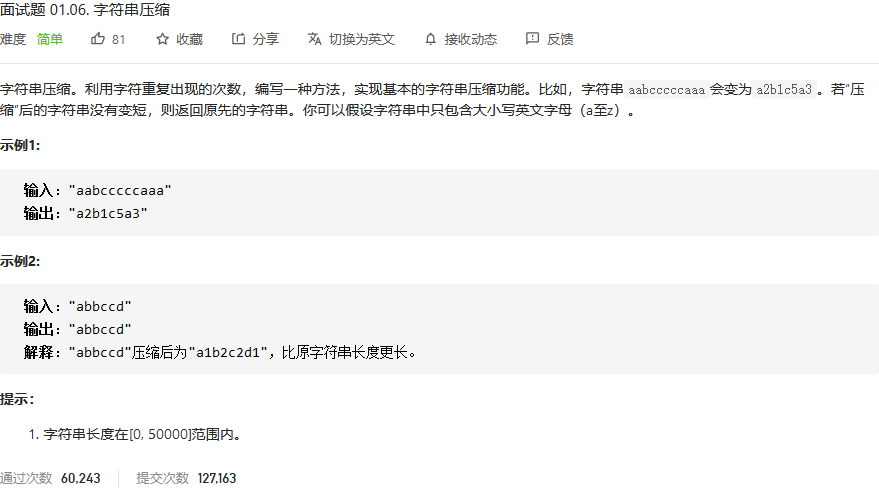 面试题 01.06. 字符串压缩
难度 简单 81 收藏 分享 切换为英文 接收动态 反馈
字符串压缩。利用字符重复出现的次数，编写一种方法，实现基本的字符串压缩功能。比如，字符串 aabcccccaaa 会变为 a2b1c5a3 。若“压
缩”后的字符串没有变短，则返回原先的字符串。你可以假设字符串中只包含大小写英文字母（a至z）。
示例1:
输入："aabcccccaaa"
输出："a2b1c5a3"
示例2:
输入："abbccd"
输出："abbccd"
解释："abbccd"压缩后为"a1b2c2d1"，比原字符串长度更长。
提示：
1. 字符串长度在[0, 50000]范围内。
通过次数 60,243 提交次数 127,163